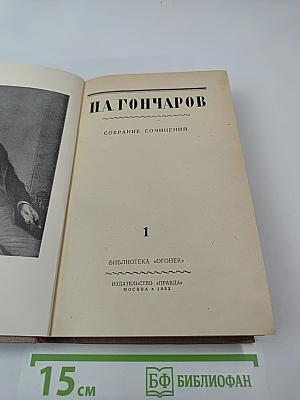 И.А.ГОНЧАРОВ
СОБРАНИЕ СОЧИНЕНИЙ
1
БИБЛИОТЕКА «ОГОНЕК»
ИЗДАТЕЛЬСТВО «ПРАВДА»
МОСКВА • 1952
15 см
БФ БИБЛИОФАН